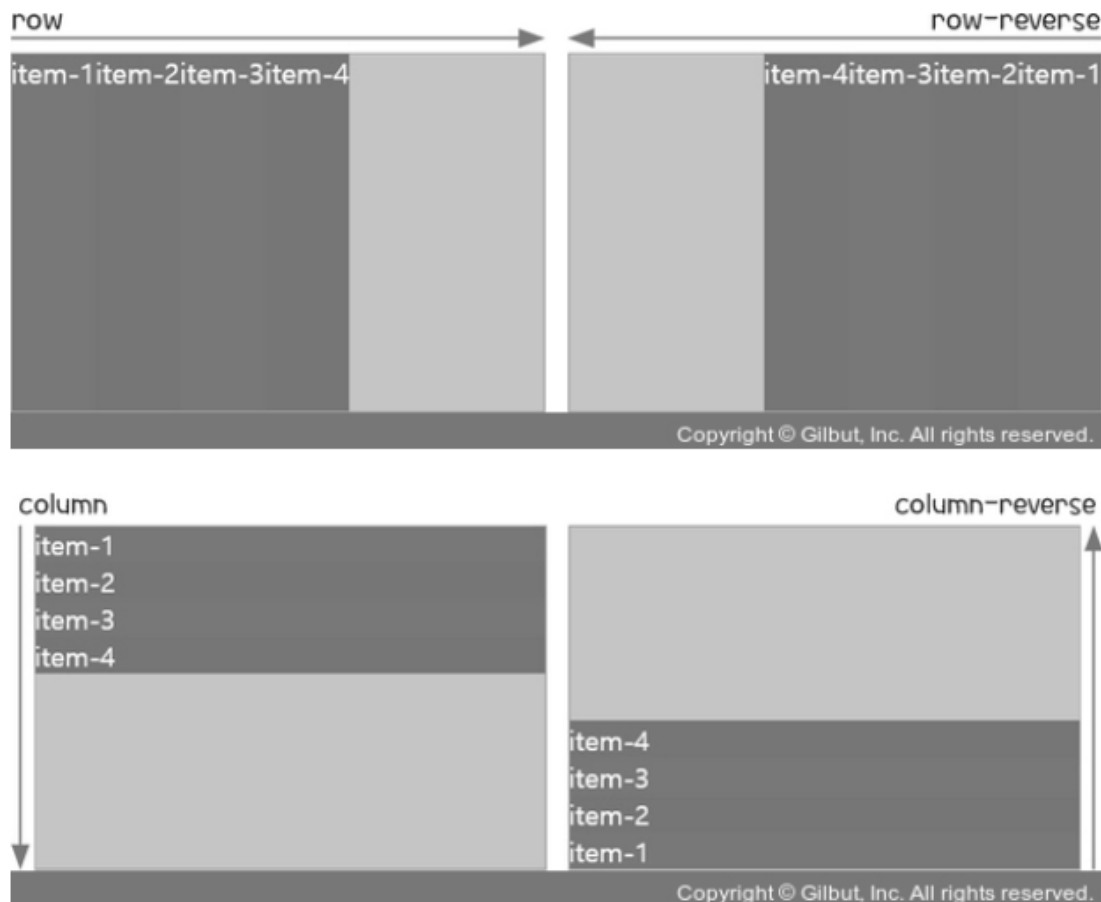 row
row-reverse
item-1item-2item-3item-4
item-4item-3item-2item-1
Copyright © Gilbut, Inc. All rights reserved.
column
column-reverse
item-1
item-2
item-3
item-4
item-4
item-3
item-2
item-1
Copyright © Gilbut, Inc. All rights reserved.